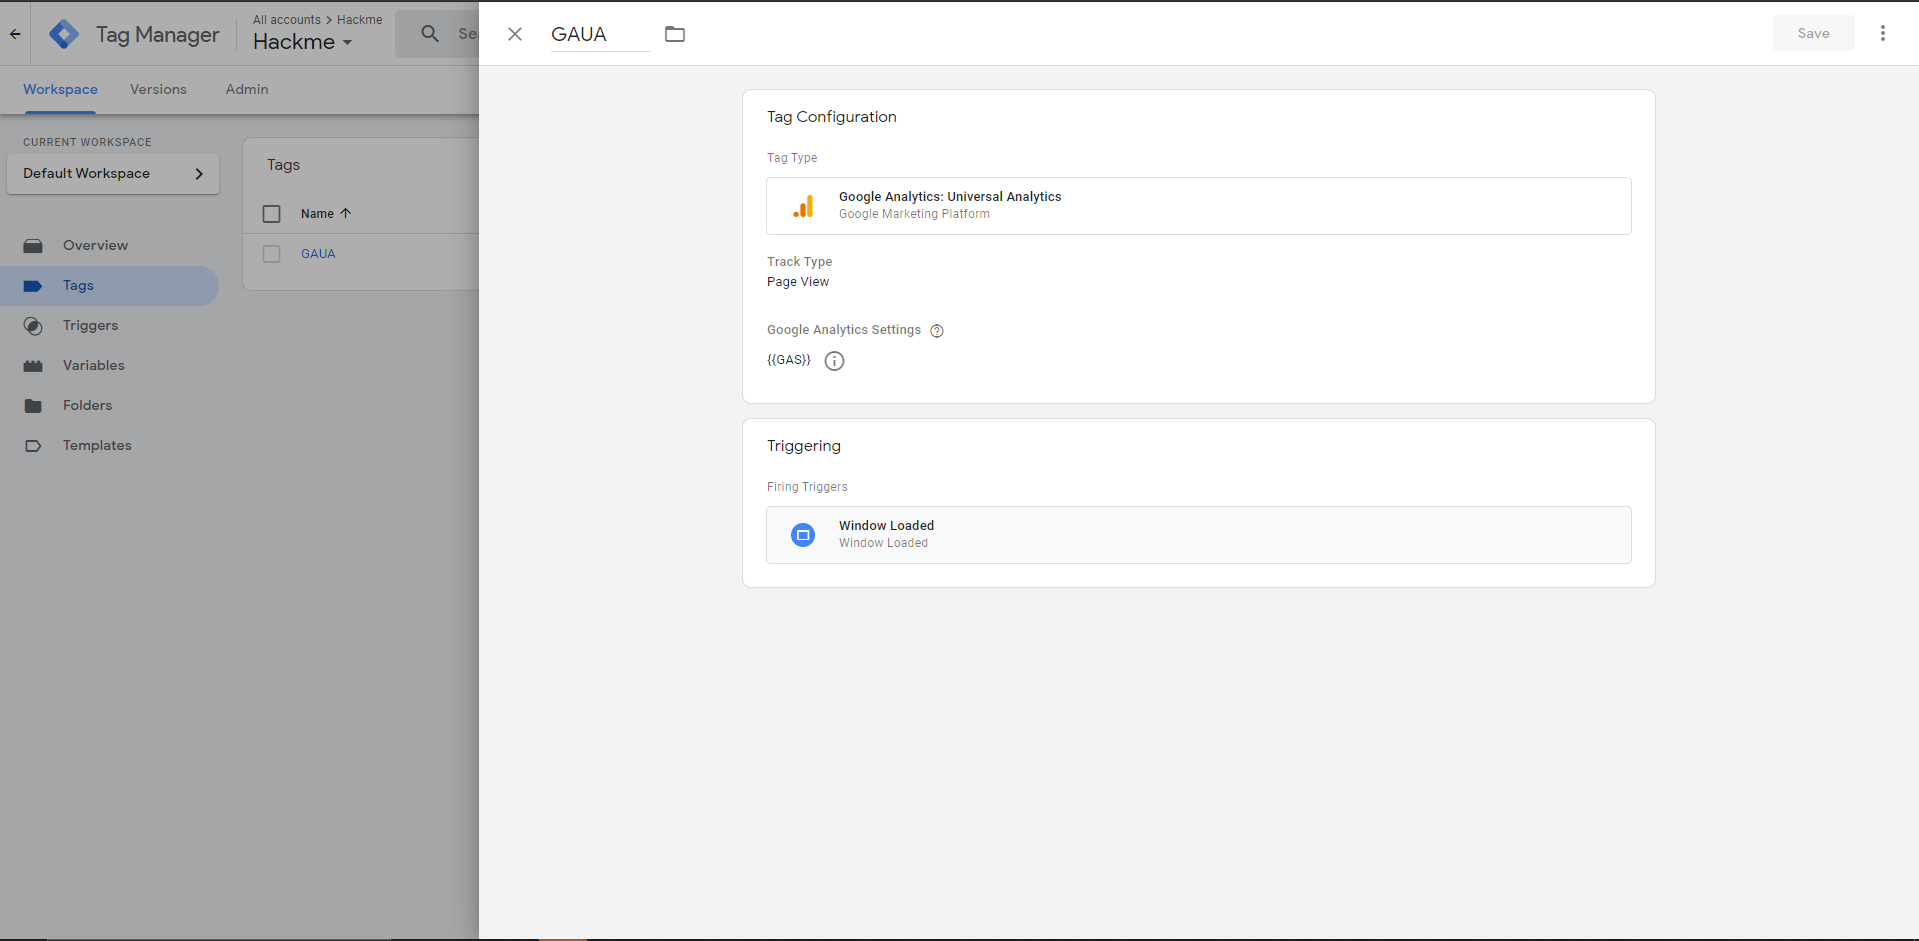 Tag Manager
All accounts > Hackme
Hackme
GAUA
Save
Workspace
Versions
Admin
CURRENT WORKSPACE
Default Workspace
Overview
Tags
Triggers
Variables
Folders
Templates
Tags
Name
GAUA
Tag Configuration
Tag Type
Google Analytics: Universal Analytics
Google Marketing Platform
Track Type
Page View
Google Analytics Settings
{{GAS}}
Triggering
Firing Triggers
Window Loaded
Window Loaded